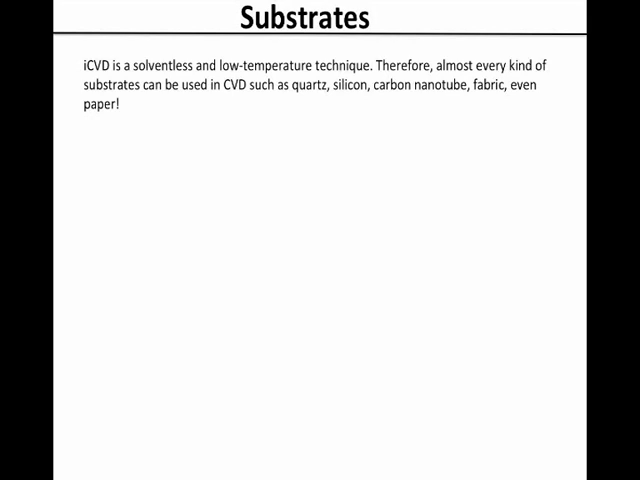 Substrates
iCVD is a solventless and low-temperature technique. Therefore, almost every kind of
substrates can be used in CVD such as quartz, silicon, carbon nanotube, fabric, even
paper!